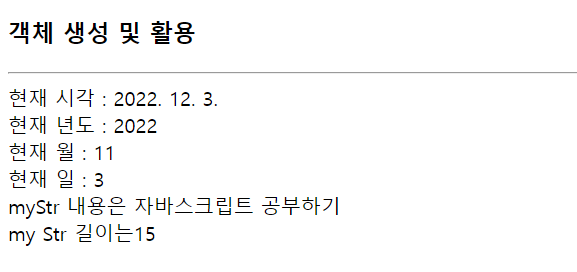 객체 생성 및 활용
현재 시각 : 2022. 12. 3.
현재 년도 : 2022
현재 월 : 11
현재 일 : 3
myStr 내용은 자바스크립트 공부하기
my Str 길이는15